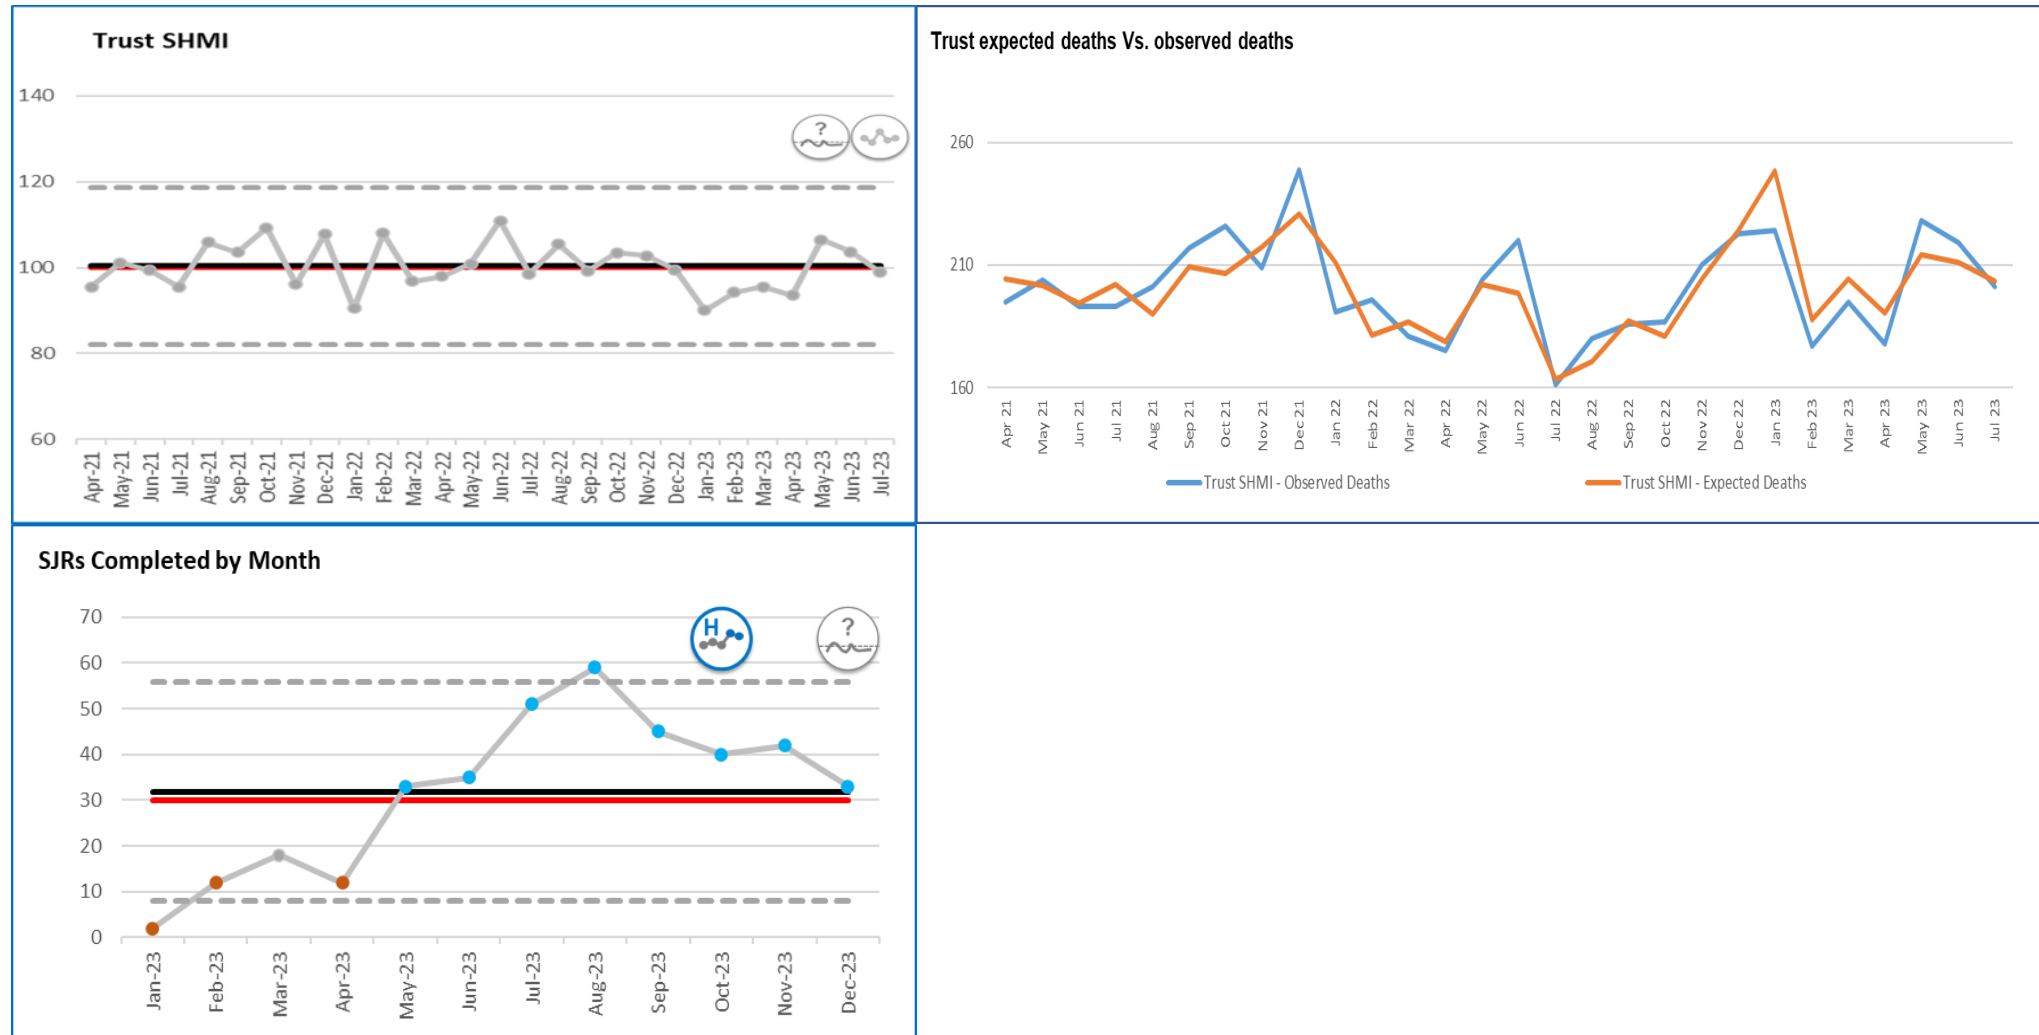 Trust SHMI
140
120
100
80
60
?
Apr-21
May-21
Jun-21
Jul-21
Aug-21
Sep-21
Oct-21
Nov-21
Dec-21
Jan-22
Feb-22
Mar-22
Apr-22
May-22
Jun-22
Jul-22
Aug-22
Sep-22
Oct-22
Nov-22
Dec-22
Jan-23
Feb-23
Mar-23
Apr-23
May-23
Jun-23
Jul-23
Trust expected deaths Vs. observed deaths
260
210
160
Apr 21
May 21
Jun 21
Jul 21
Aug 21
Sep 21
Oct 21
Nov 21
Dec 21
Jan 22
Feb 22
Mar 22
Apr 22
May 22
Jun 22
Jul 22
Aug 22
Sep 22
Oct 22
Nov 22
Dec 22
Jan 23
Feb 23
Mar 23
Apr 23
May 23
Jun 23
Jul 23
Trust SHMI - Observed Deaths
Trust SHMI - Expected Deaths
SJRs Completed by Month
70
60
50
40
30
20
10
0
H
?
Jan-23
Feb-23
Mar-23
Apr-23
May-23
Jun-23
Jul-23
Aug-23
Sep-23
Oct-23
Nov-23
Dec-23